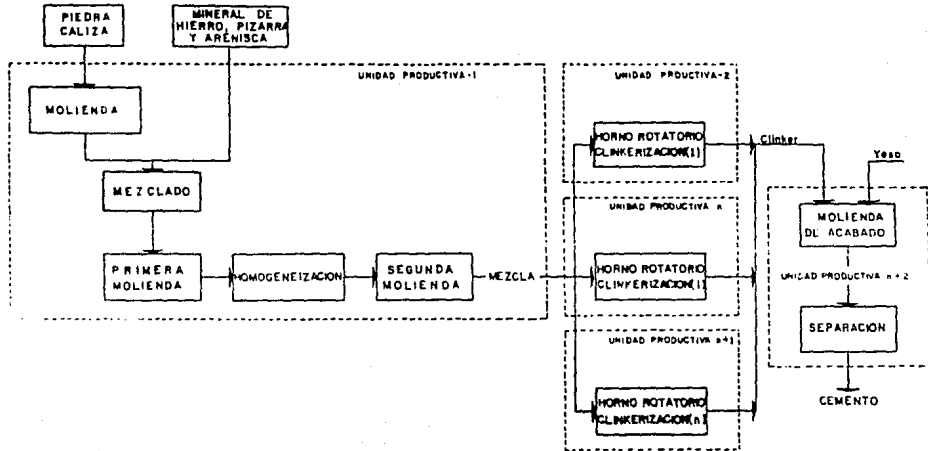 PIEDRA
CALIZA
MINERAL DE
HIERRO, PIZARRA
Y ARENISCA
UNIDAD PRODUCTIVA-1
MOLIENDA
MEZCLADO
PRIMERA
MOLIENDA
HOMOGENEIZACION
SEGUNDA
MOLIENDA
MEZCLA
UNIDAD PRODUCTIVA-2
HORNO ROTATORIO
CLINKERIZACION(1)
UNIDAD PRODUCTIVA n
HORNO ROTATORIO
CLINKERIZACION(i)
UNIDAD PRODUCTIVA n+1
HORNO ROTATORIO
CLINKERIZACION(n)
Clinker
Yeso
MOLIENDA
DE ACABADO
UNIDAD PRODUCTIVA n+2
SEPARACION
CEMENTO